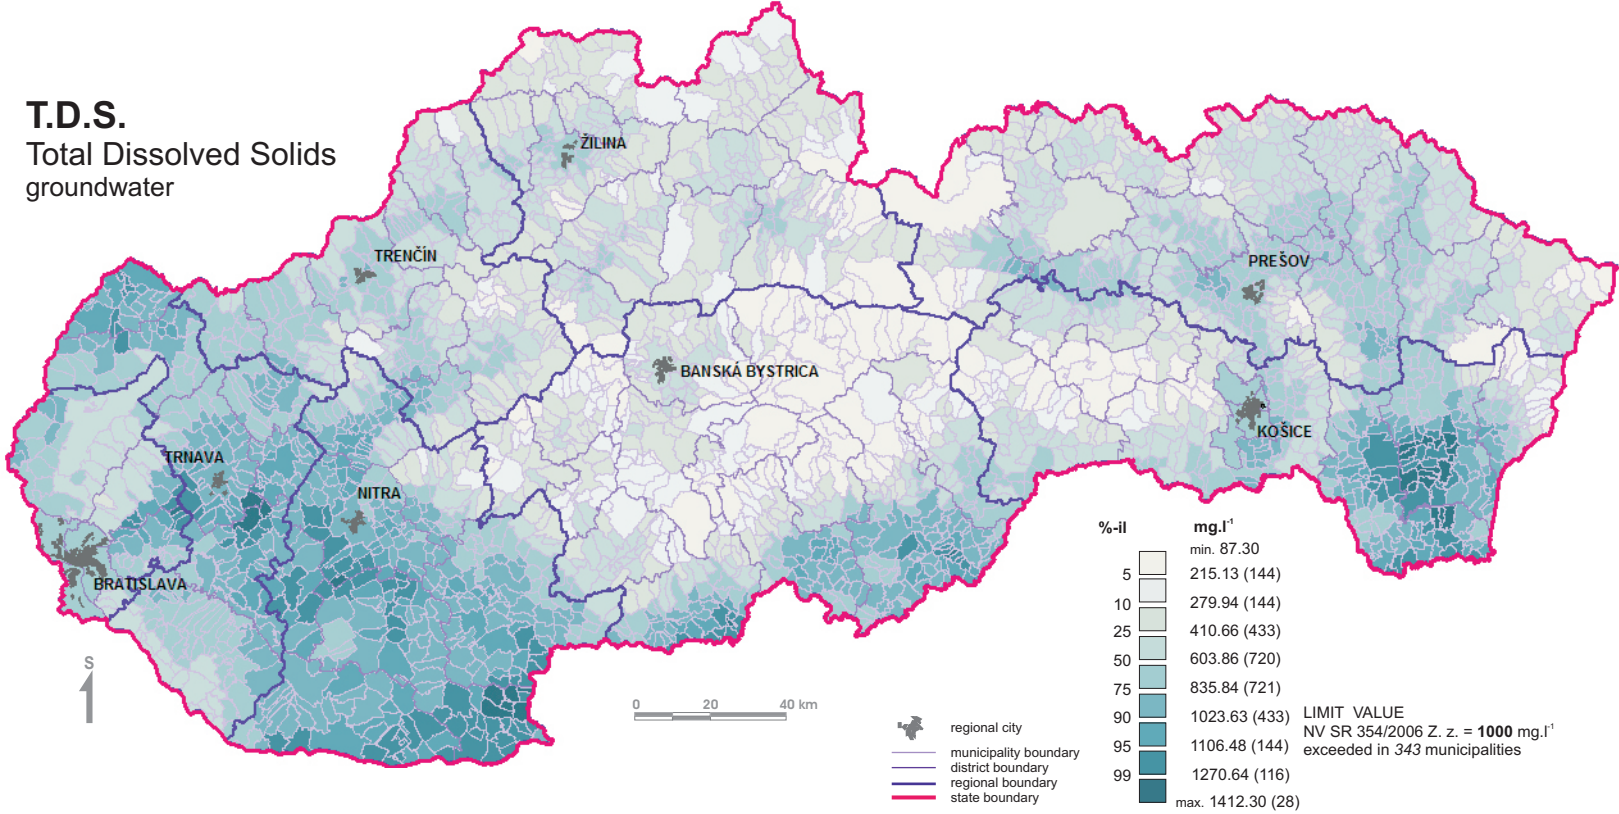 T.D.S.
Total Dissolved Solids
groundwater
ŽILINA
TRENČÍN
PREŠOV
BANSKÁ BYSTRICA
KOŠICE
TRNAVA
NITRA
BRATISLAVA
S
0 20 40 km
regional city
municipality boundary
district boundary
regional boundary
state boundary
%-il mg.l⁻¹
min. 87.30
5 215.13 (144)
10 279.94 (144)
25 410.66 (433)
50 603.86 (720)
75 835.84 (721)
90 1023.63 (433)
95 1106.48 (144)
99 1270.64 (116)
max. 1412.30 (28)
LIMIT VALUE
NV SR 354/2006 Z. z. = 1000 mg.l⁻¹
exceeded in 343 municipalities